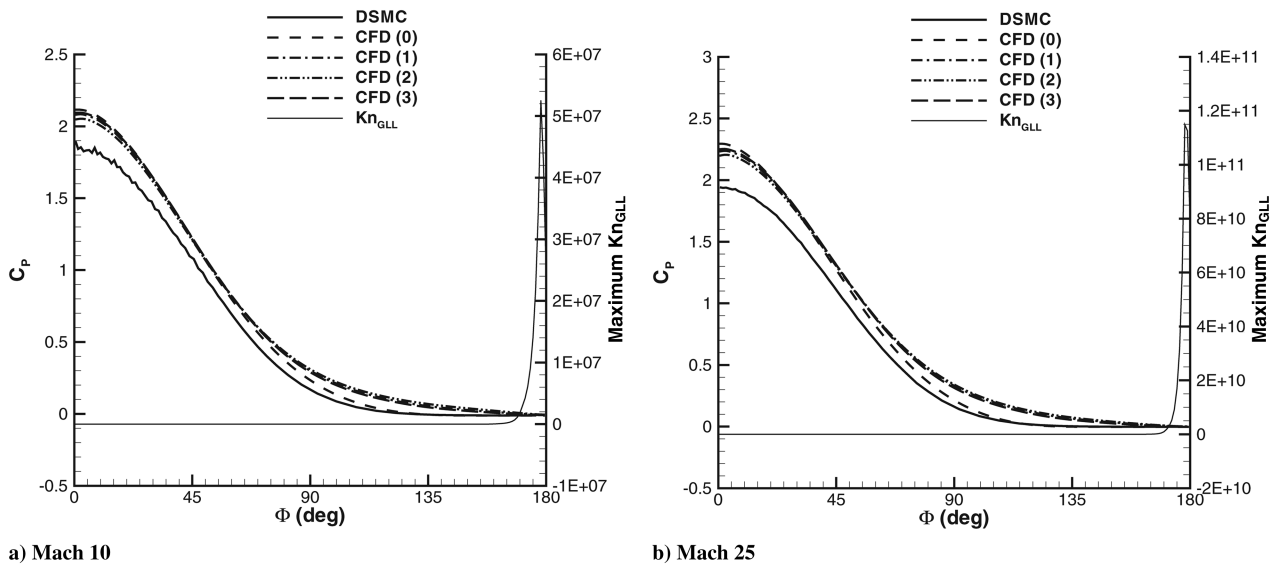 DSMC
CFD (0)
CFD (1)
CFD (2)
CFD (3)
Kn_GLL
2.5
2
1.5
1
0.5
0
-0.5
C_P
6E+07
5E+07
4E+07
3E+07
2E+07
1E+07
0
-1E+07
Maximum Kn_GLL
0
45
90
135
180
Φ (deg)
a) Mach 10
DSMC
CFD (0)
CFD (1)
CFD (2)
CFD (3)
Kn_GLL
3
2.5
2
1.5
1
0.5
0
-0.5
C_P
1.4E+11
1.2E+11
1E+11
8E+10
6E+10
4E+10
2E+10
0
-2E+10
Maximum Kn_GLL
0
45
90
135
180
Φ (deg)
b) Mach 25